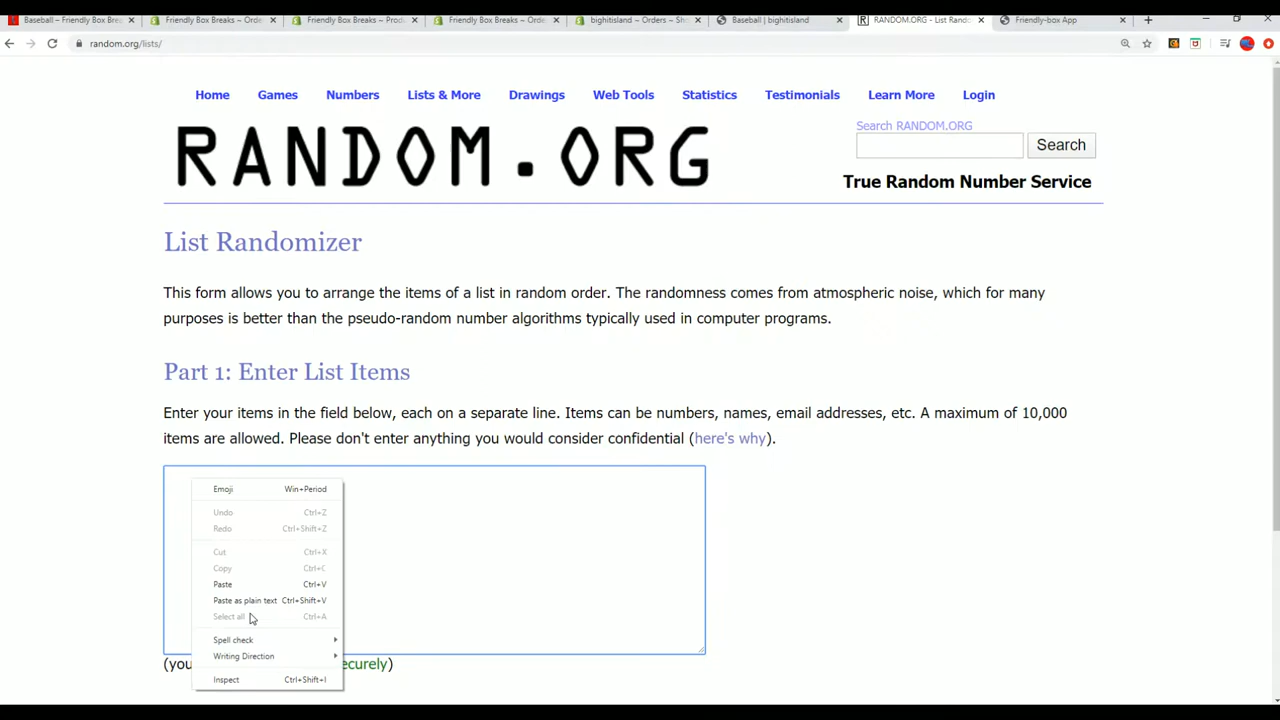 Baseball – Friendly Box Bre
Friendly Box Breaks – Orde
Friendly Box Breaks – Prod
Friendly Box Breaks – Orde
bighitisland – Orders – Sh
Baseball | bighitisland
RANDOM.ORG - List Rando
Friendly-box App
random.org/lists/
Home Games Numbers Lists & More Drawings Web Tools Statistics Testimonials Learn More Login
RANDOM.ORG
Search RANDOM.ORG
Search
True Random Number Service
List Randomizer
This form allows you to arrange the items of a list in random order. The randomness comes from atmospheric noise, which for many
purposes is better than the pseudo-random number algorithms typically used in computer programs.
Part 1: Enter List Items
Enter your items in the field below, each on a separate line. Items can be numbers, names, email addresses, etc. A maximum of 10,000
items are allowed. Please don't enter anything you would consider confidential (here's why).
Emoji Win+Period
Undo Ctrl+Z
Redo Ctrl+Shift+Z
Cut Ctrl+X
Copy Ctrl+C
Paste Ctrl+V
Paste as plain text Ctrl+Shift+V
Select all Ctrl+A
Spell check
Writing Direction
Inspect Ctrl+Shift+I
(you ecurely)